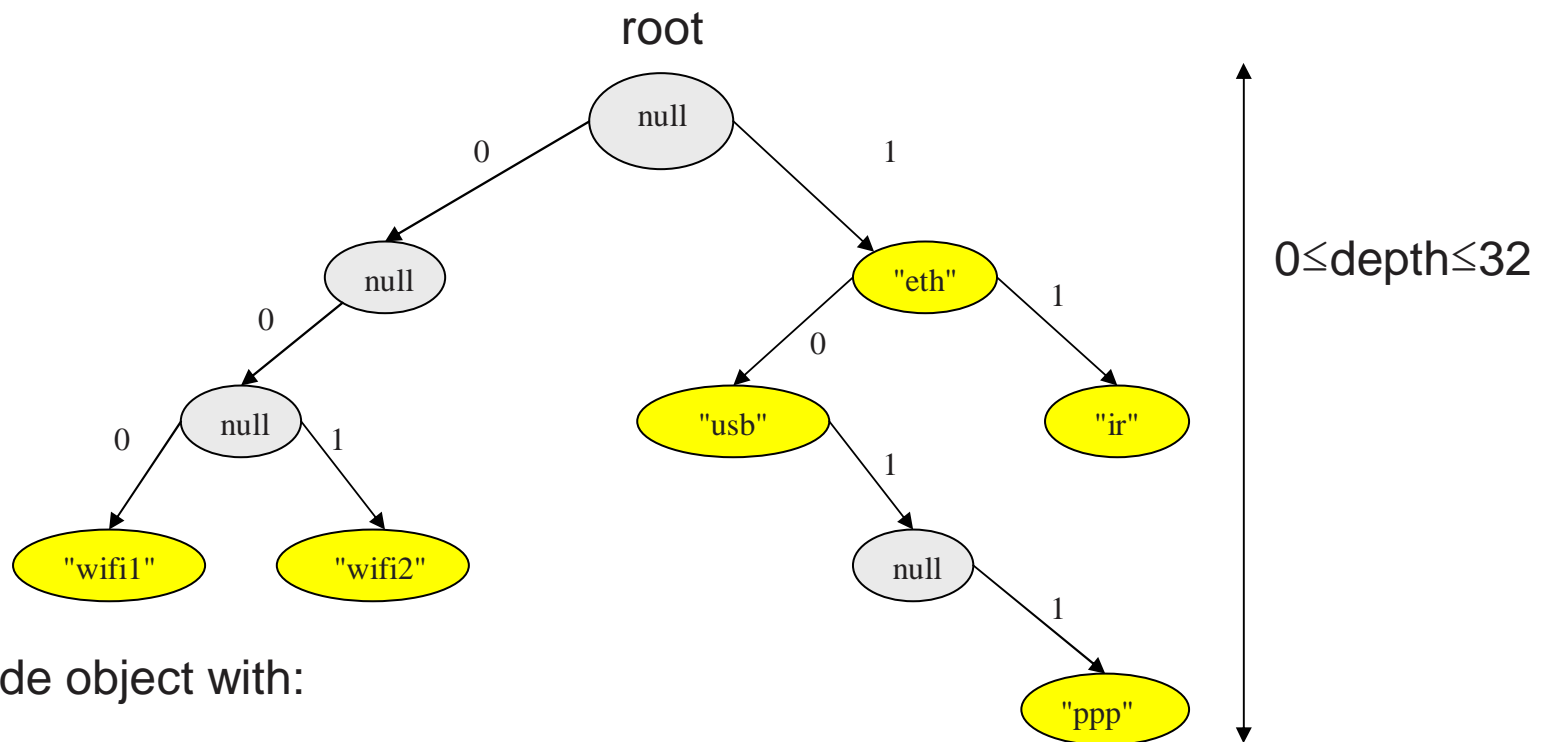 root
null
0
1
null
"eth"
0≤depth≤32
0
0
1
null
"usb"
"ir"
0
1
1
"wifi1"
"wifi2"
null
1
de object with:
"ppp"